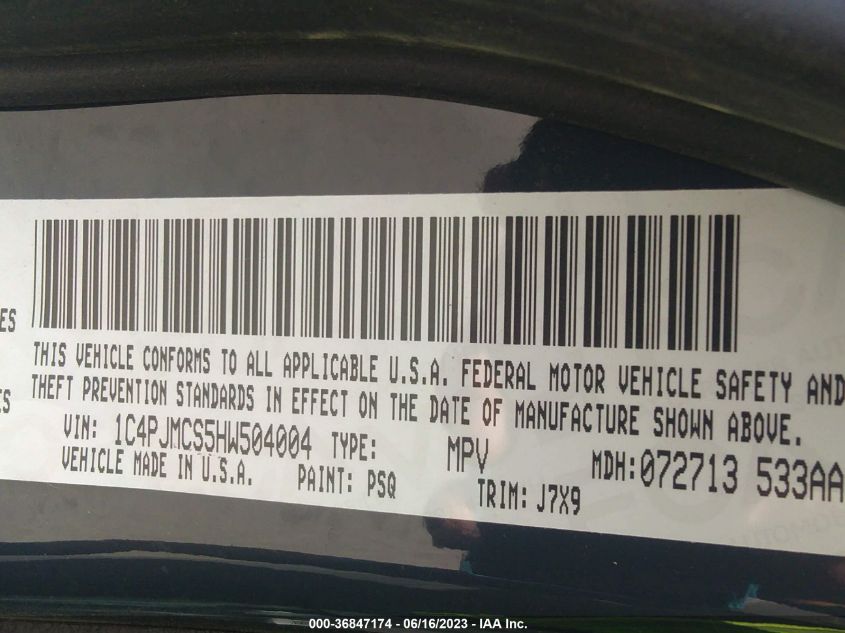 ES
THIS VEHICLE CONFORMS TO ALL APPLICABLE U.S.A. FEDERAL MOTOR VEHICLE SAFETY AND
ES
THEFT PREVENTION STANDARDS IN EFFECT ON THE DATE OF MANUFACTURE SHOWN ABOVE.
VIN: 1C4PJMCS5HW504004 TYPE: MPV MDH:072713 533AA
VEHICLE MADE IN U.S.A. PAINT: PSQ TRIM: J7X9
000-36847174 - 06/16/2023 - IAA Inc.